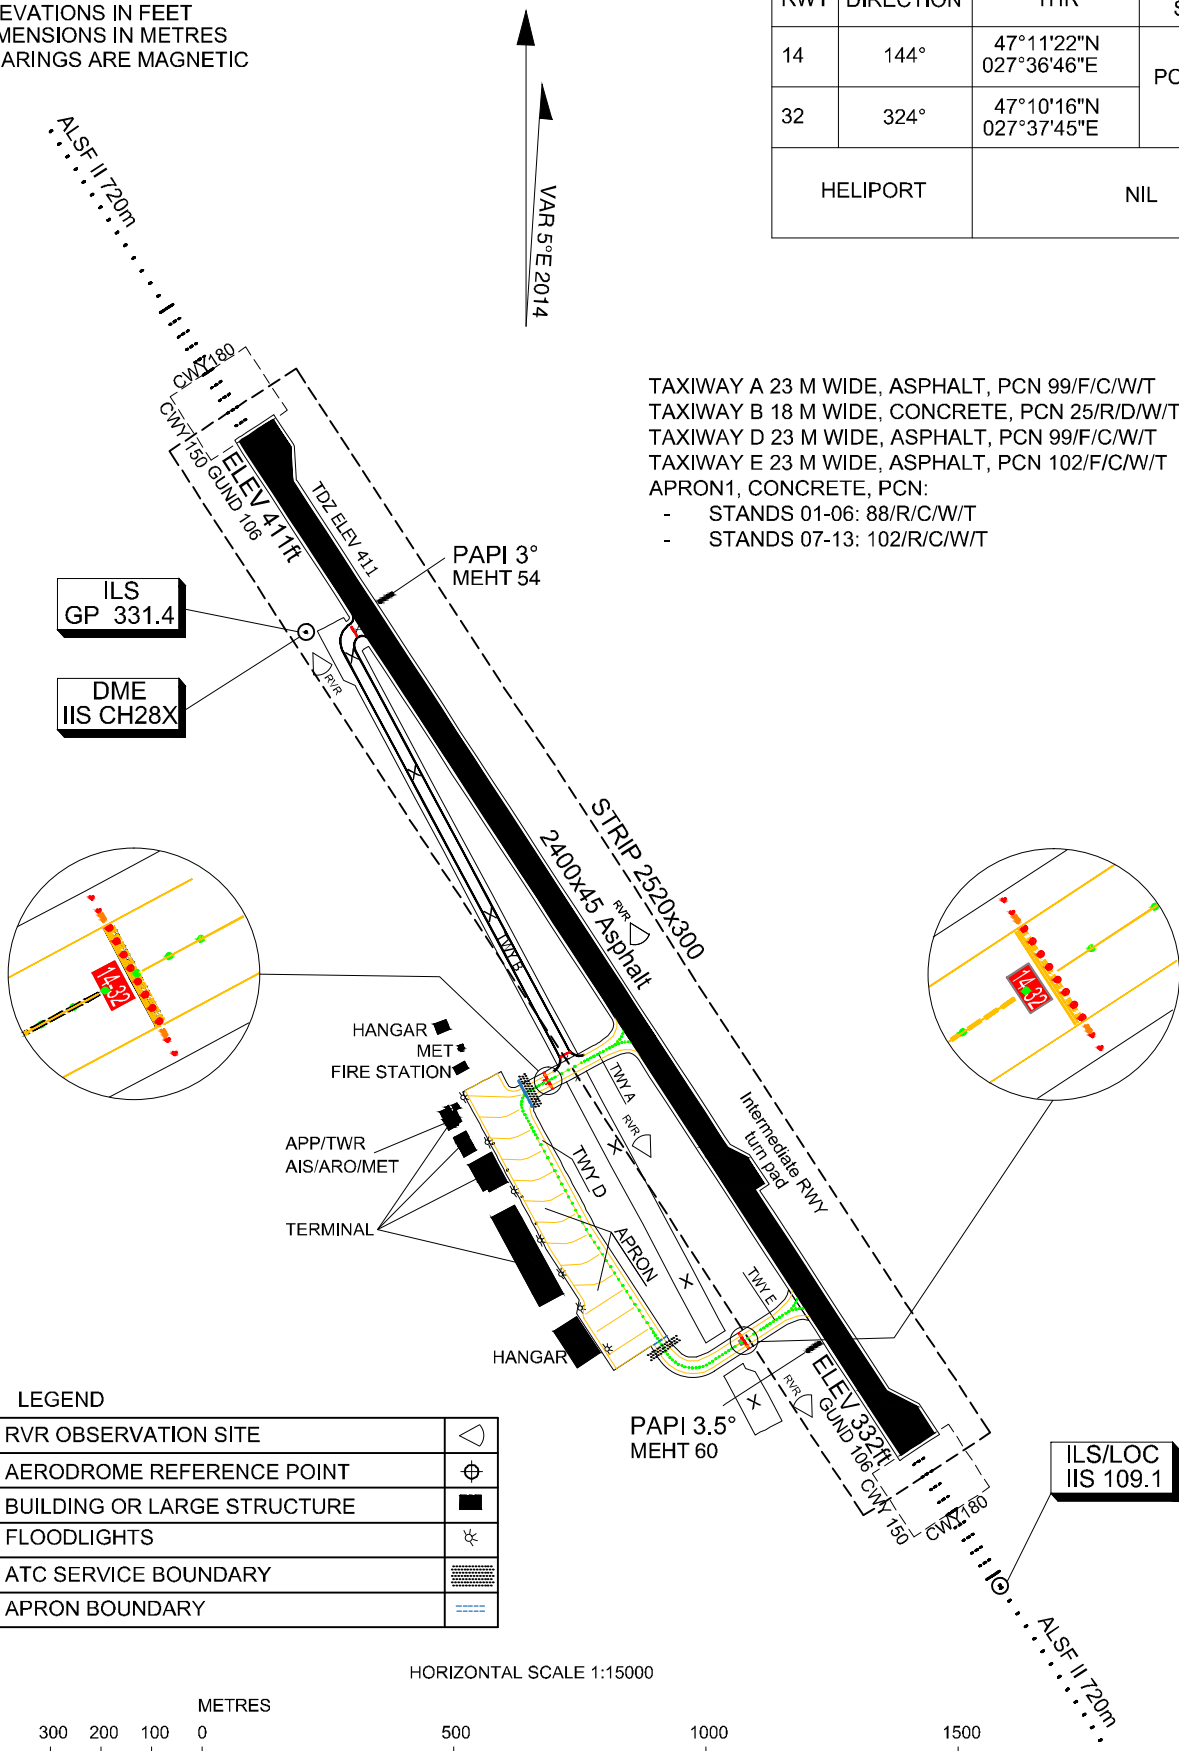 EVATIONS IN FEET
MENSIONS IN METRES
ARINGS ARE MAGNETIC
RWY DIRECTION THR S
14 144° 47°11'22"N 027°36'46"E PC
32 324° 47°10'16"N 027°37'45"E
HELIPORT NIL
VAR 5°E 2014
ALSF II 720m
CWY180
CWY 150
GUND 106
ELEV 411ft
TDZ ELEV 411
TAXIWAY A 23 M WIDE, ASPHALT, PCN 99/F/C/W/T
TAXIWAY B 18 M WIDE, CONCRETE, PCN 25/R/D/W/T
TAXIWAY D 23 M WIDE, ASPHALT, PCN 99/F/C/W/T
TAXIWAY E 23 M WIDE, ASPHALT, PCN 102/F/C/W/T
APRON1, CONCRETE, PCN:
- STANDS 01-06: 88/R/C/W/T
- STANDS 07-13: 102/R/C/W/T
PAPI 3°
MEHT 54
ILS
GP 331.4
DME
IIS CH28X
RVR
STRIP 2520x300
2400x45 Asphalt
RVR
TWY B
14-32
14-32
HANGAR
MET
FIRE STATION
APP/TWR
AIS/ARO/MET
TERMINAL
TWY A
RVR
TWY D
APRON
Intermediate RWY
turn pad
TWY E
HANGAR
PAPI 3.5°
MEHT 60
RVR
ELEV 332ft
GUND 106
CWY 150
CWY180
ILS/LOC
IIS 109.1
ALSF II 720m
LEGEND
RVR OBSERVATION SITE
AERODROME REFERENCE POINT
BUILDING OR LARGE STRUCTURE
FLOODLIGHTS
ATC SERVICE BOUNDARY
APRON BOUNDARY
HORIZONTAL SCALE 1:15000
METRES
300 200 100 0 500 1000 1500